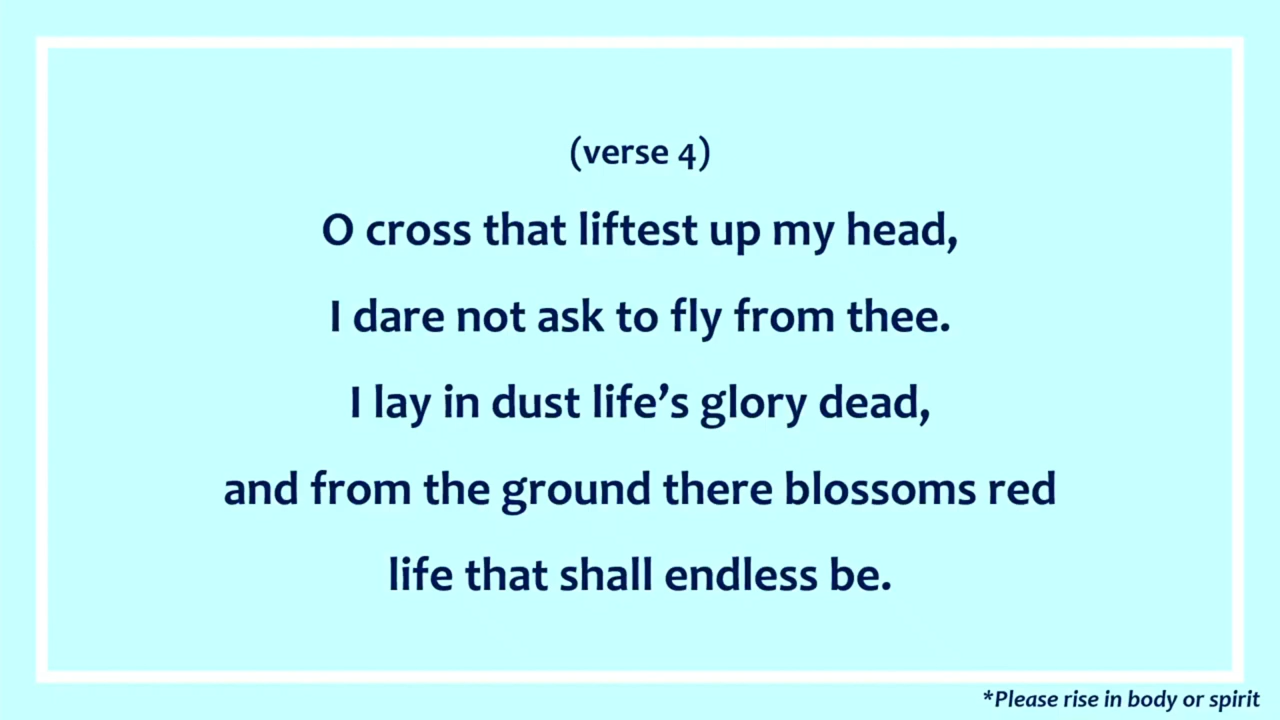 (verse 4)
O cross that liftest up my head,
I dare not ask to fly from thee.
I lay in dust life’s glory dead,
and from the ground there blossoms red
life that shall endless be.
*Please rise in body or spirit